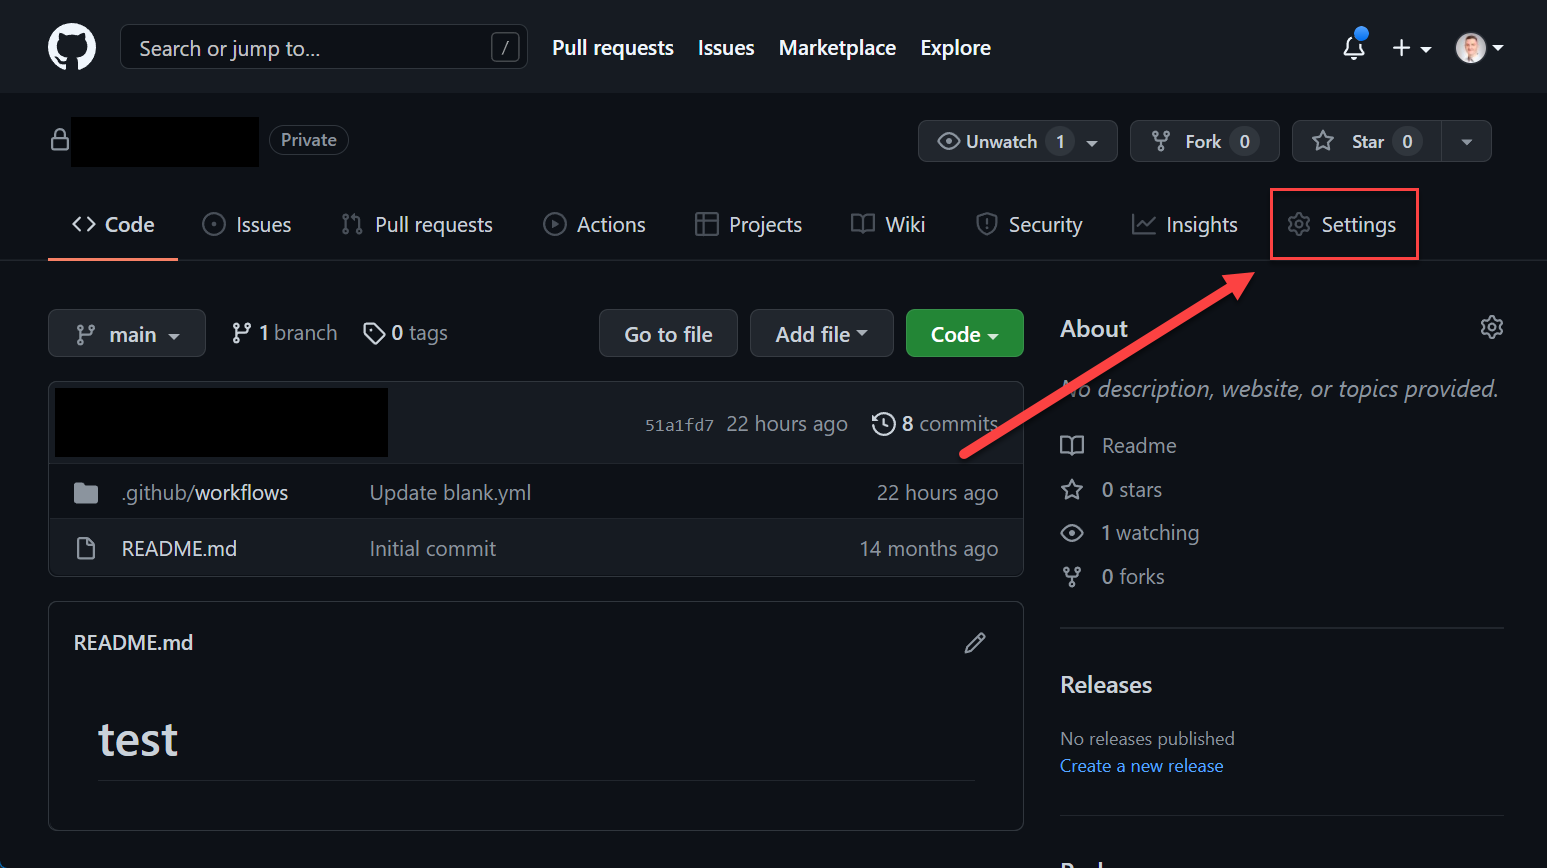 Search or jump to... / Pull requests Issues Marketplace Explore
Private Unwatch 1 Fork 0 Star 0
Code Issues Pull requests Actions Projects Wiki Security Insights Settings
main 1 branch 0 tags Go to file Add file Code
51a1fd7 22 hours ago 8 commits
.github/workflows Update blank.yml 22 hours ago
README.md Initial commit 14 months ago
README.md
test
About
No description, website, or topics provided.
Readme
0 stars
1 watching
0 forks
Releases
No releases published
Create a new release